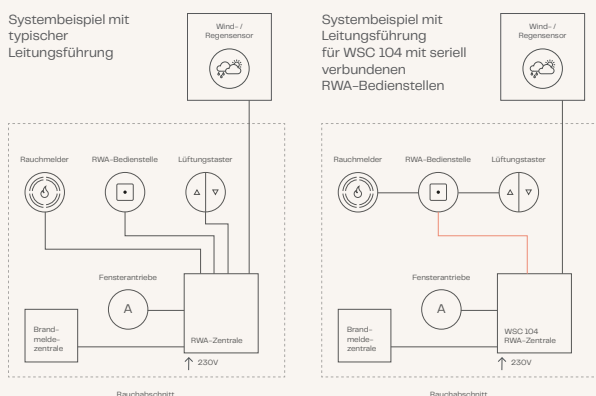 Systembeispiel mit
typischer
Leitungsführung
Wind- /
Regensensor
Rauchmelder
RWA-Bedienstelle
Lüftungstaster
Fensterantriebe
A
Brand-
melde-
zentrale
RWA-Zentrale
230V
Rauchabschnitt
Systembeispiel mit
Leitungsführung
für WSC 104 mit seriell
verbundenen
RWA-Bedienstellen
Wind- /
Regensensor
Rauchmelder
RWA-Bedienstelle
Lüftungstaster
Fensterantriebe
A
Brand-
melde-
zentrale
WSC 104
RWA-Zentrale
230V
Rauchabschnitt